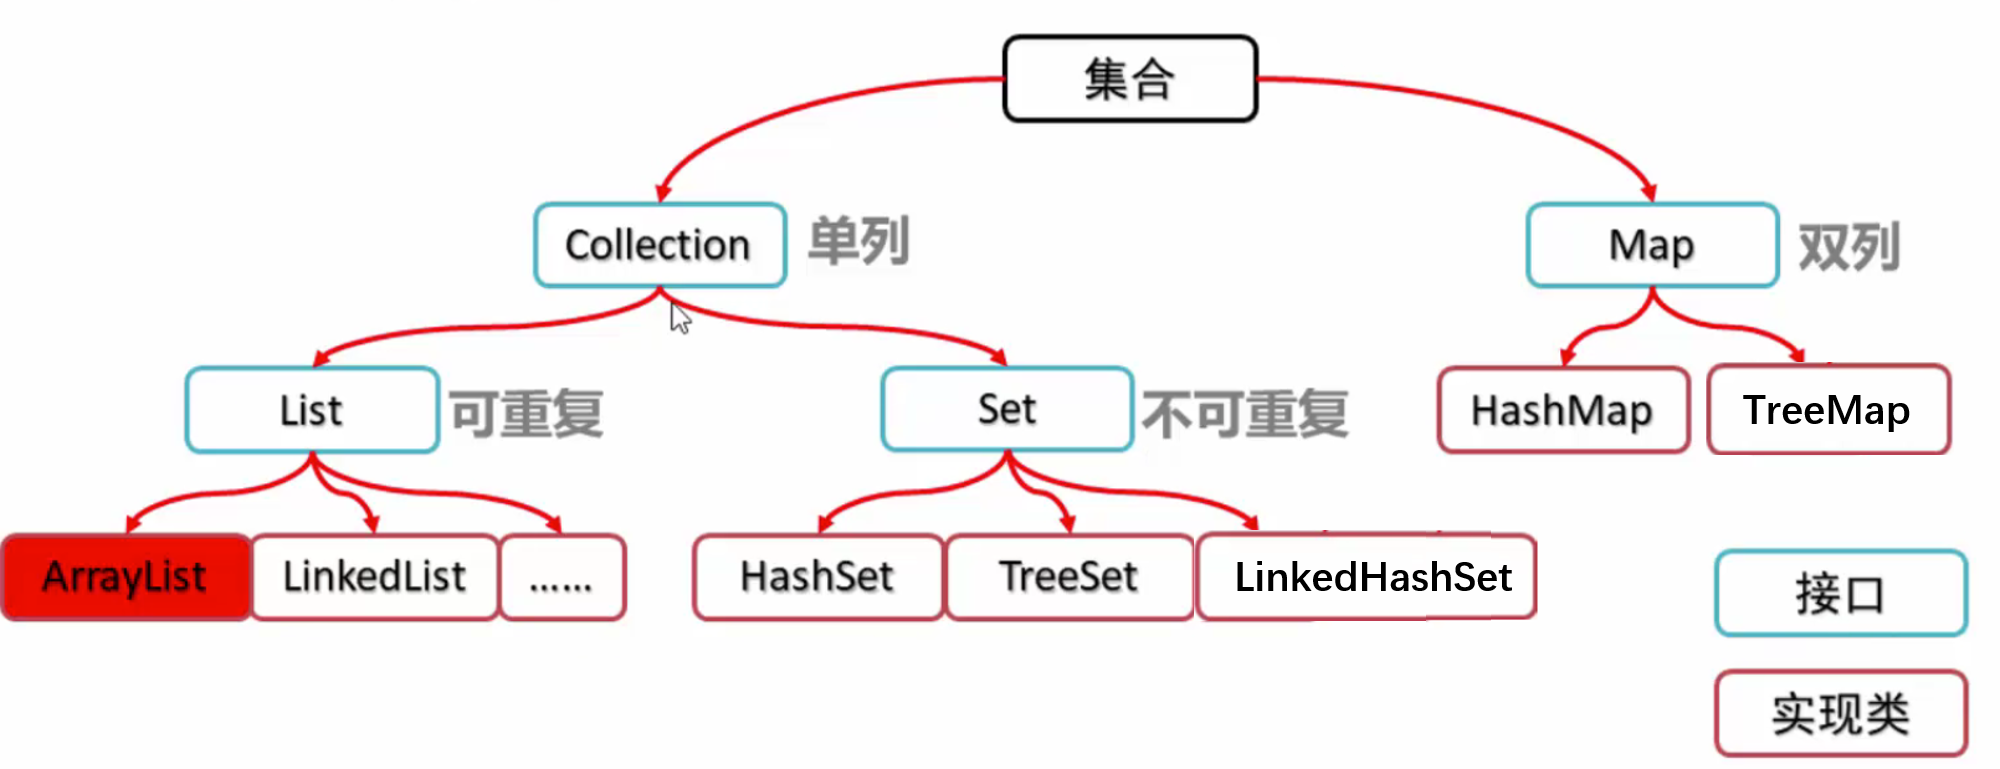 集合
Collection
单列
Map
双列
List
可重复
Set
不可重复
HashMap
TreeMap
ArrayList
LinkedList
......
HashSet
TreeSet
LinkedHashSet
接口
实现类